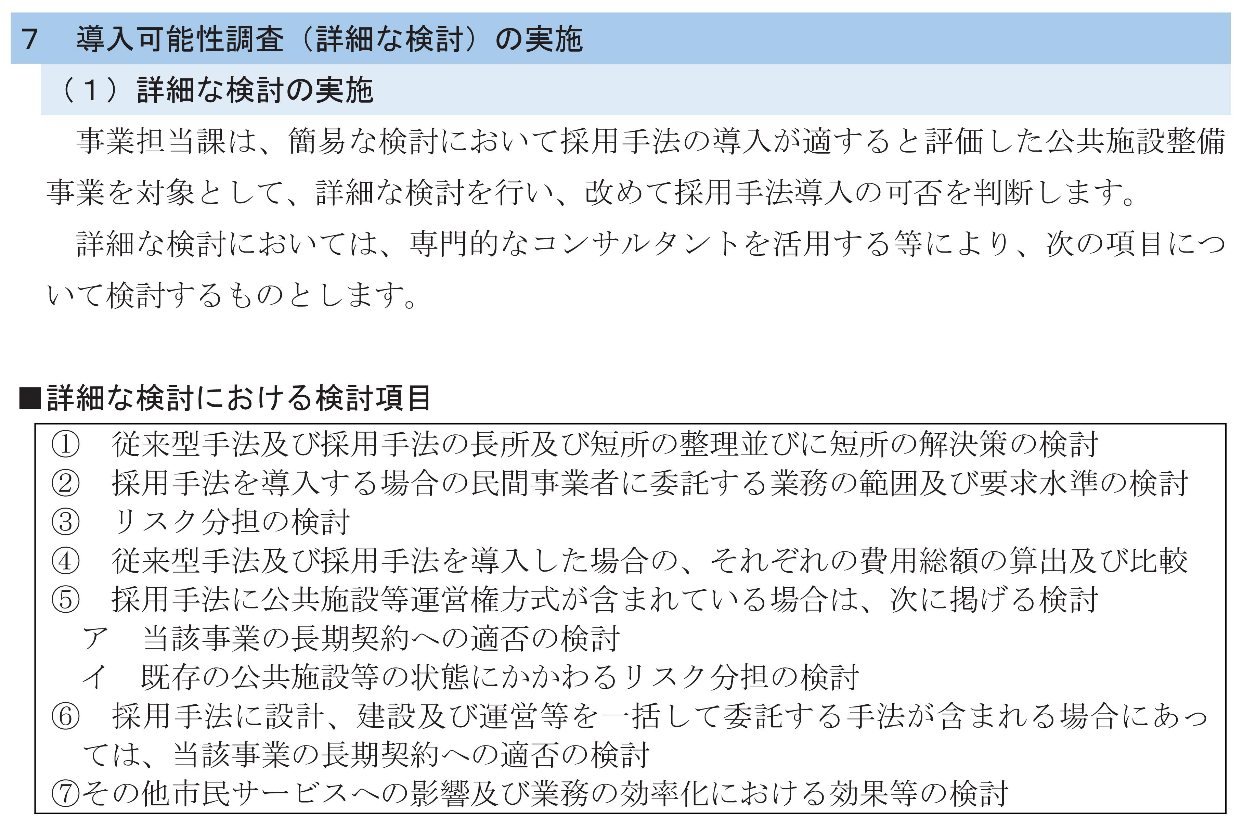 ７　導入可能性調査（詳細な検討）の実施
（１）詳細な検討の実施
　事業担当課は、簡易な検討において採用手法の導入が適すると評価した公共施設整備
事業を対象として、詳細な検討を行い、改めて採用手法導入の可否を判断します。
　詳細な検討においては、専門的なコンサルタントを活用する等により、次の項目につ
いて検討するものとします。
■詳細な検討における検討項目
①　従来型手法及び採用手法の長所及び短所の整理並びに短所の解決策の検討
②　採用手法を導入する場合の民間事業者に委託する業務の範囲及び要求水準の検討
③　リスク分担の検討
④　従来型手法及び採用手法を導入した場合の、それぞれの費用総額の算出及び比較
⑤　採用手法に公共施設等運営権方式が含まれている場合は、次に掲げる検討
ア　当該事業の長期契約への適否の検討
イ　既存の公共施設等の状態にかかわるリスク分担の検討
⑥　採用手法に設計、建設及び運営等を一括して委託する手法が含まれる場合にあっ
ては、当該事業の長期契約への適否の検討
⑦その他市民サービスへの影響及び業務の効率化における効果等の検討